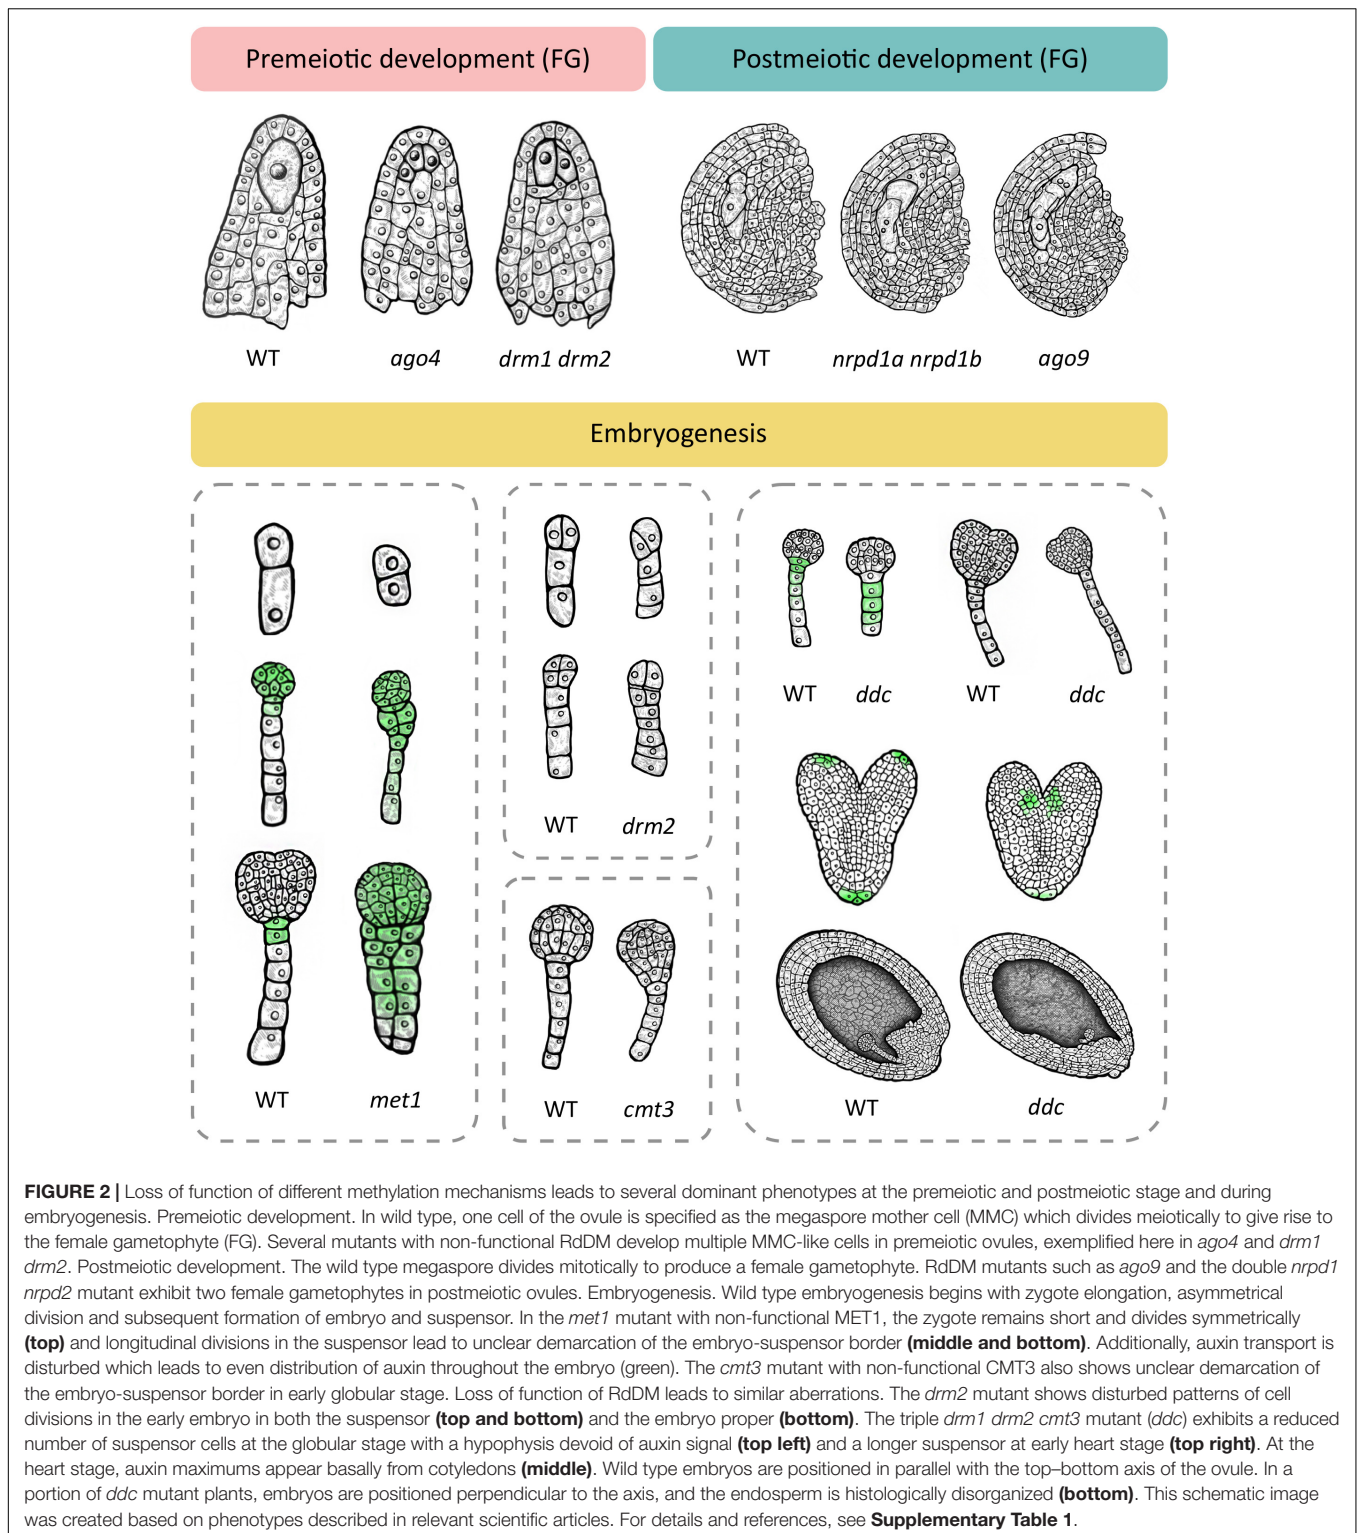 Premeiotic development (FG)
Postmeiotic development (FG)
WT
ago4
drm1 drm2
WT
nrpd1a nrpd1b
ago9
Embryogenesis
WT
met1
WT
drm2
WT
cmt3
WT
ddc
WT
ddc
WT
ddc
FIGURE 2 | Loss of function of different methylation mechanisms leads to several dominant phenotypes at the premeiotic and postmeiotic stage and during
embryogenesis. Premeiotic development. In wild type, one cell of the ovule is specified as the megaspore mother cell (MMC) which divides meiotically to give rise to
the female gametophyte (FG). Several mutants with non-functional RdDM develop multiple MMC-like cells in premeiotic ovules, exemplified here in ago4 and drm1
drm2. Postmeiotic development. The wild type megaspore divides mitotically to produce a female gametophyte. RdDM mutants such as ago9 and the double nrpd1
nrpd2 mutant exhibit two female gametophytes in postmeiotic ovules. Embryogenesis. Wild type embryogenesis begins with zygote elongation, asymmetrical
division and subsequent formation of embryo and suspensor. In the met1 mutant with non-functional MET1, the zygote remains short and divides symmetrically
(top) and longitudinal divisions in the suspensor lead to unclear demarcation of the embryo-suspensor border (middle and bottom). Additionally, auxin transport is
disturbed which leads to even distribution of auxin throughout the embryo (green). The cmt3 mutant with non-functional CMT3 also shows unclear demarcation of
the embryo-suspensor border in early globular stage. Loss of function of RdDM leads to similar aberrations. The drm2 mutant shows disturbed patterns of cell
divisions in the early embryo in both the suspensor (top and bottom) and the embryo proper (bottom). The triple drm1 drm2 cmt3 mutant (ddc) exhibits a reduced
number of suspensor cells at the globular stage with a hypophysis devoid of auxin signal (top left) and a longer suspensor at early heart stage (top right). At the
heart stage, auxin maximums appear basally from cotyledons (middle). Wild type embryos are positioned in parallel with the top–bottom axis of the ovule. In a
portion of ddc mutant plants, embryos are positioned perpendicular to the axis, and the endosperm is histologically disorganized (bottom). This schematic image
was created based on phenotypes described in relevant scientific articles. For details and references, see Supplementary Table 1.